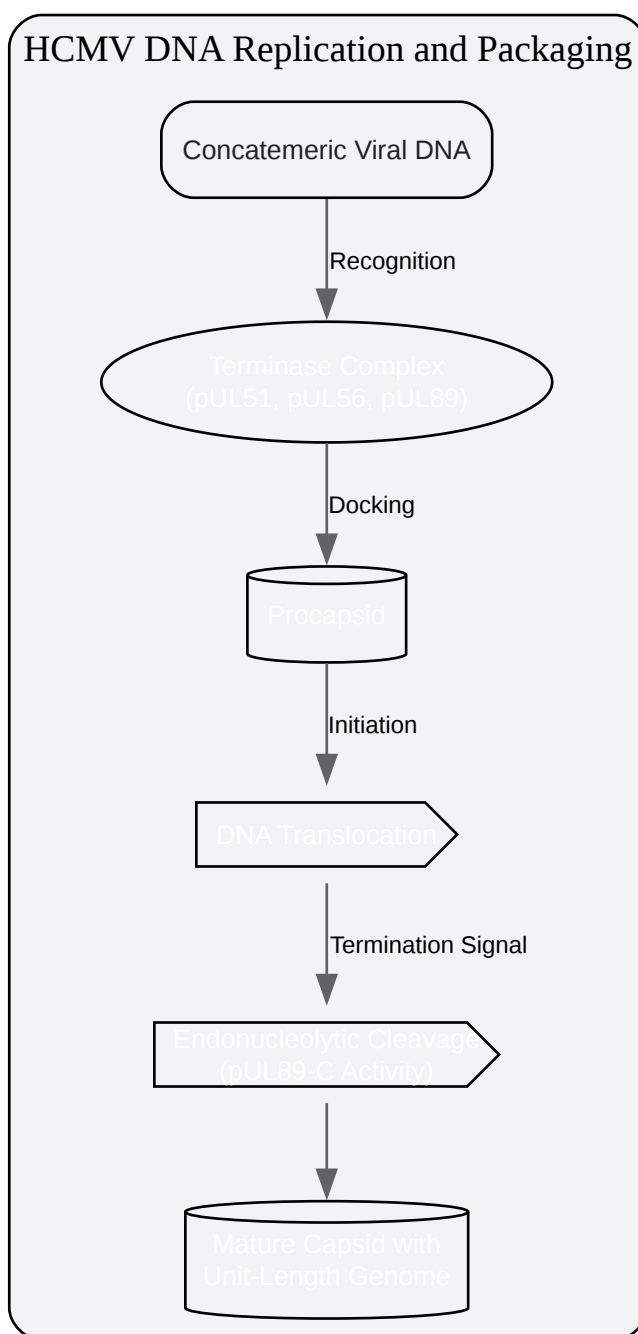 HCMV DNA Replication and Packaging
Concatemeric Viral DNA
Recognition
Terminase Complex
(pUL51, pUL56, pUL89)
Docking
Procapsid
Initiation
DNA Translocation
Termination Signal
Endonucleolytic Cleavage
(pUL89-C Activity)
Mature Capsid with
Unit-Length Genome